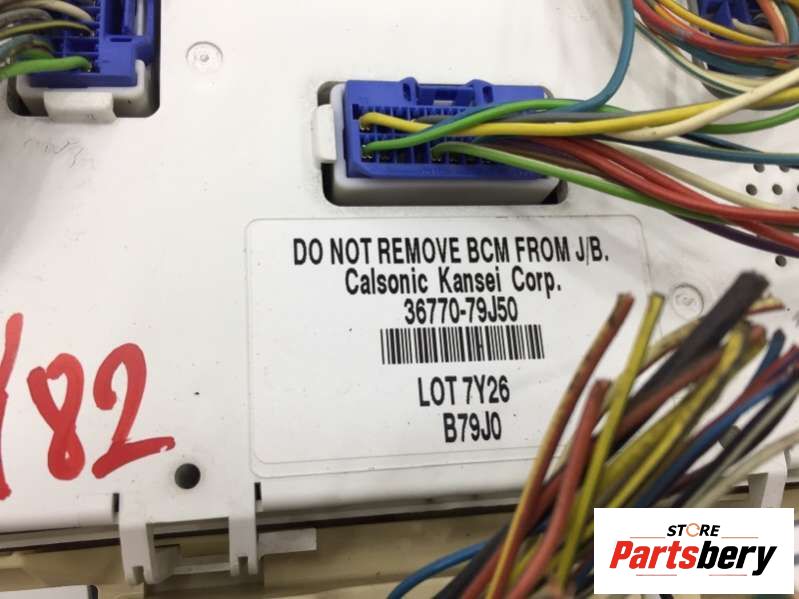 DO NOT REMOVE BCM FROM J/B.
Calsonic Kansei Corp.
36770-79J50
LOT 7Y26
B79J0
82
STORE
Partsbery